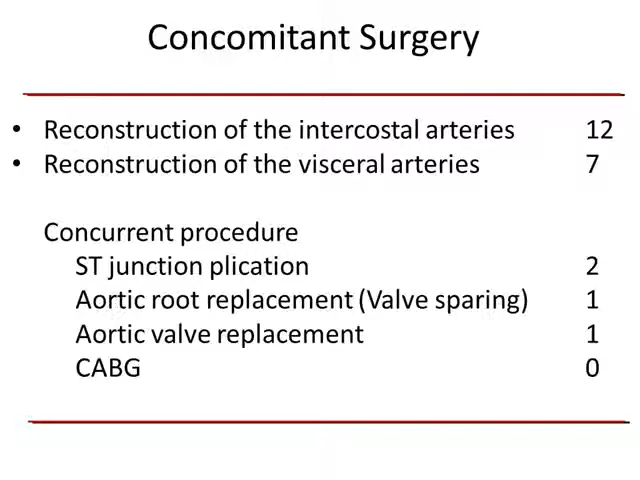 Concomitant Surgery
• Reconstruction of the intercostal arteries 12
• Reconstruction of the visceral arteries 7
Concurrent procedure
ST junction plication 2
Aortic root replacement (Valve sparing) 1
Aortic valve replacement 1
CABG 0